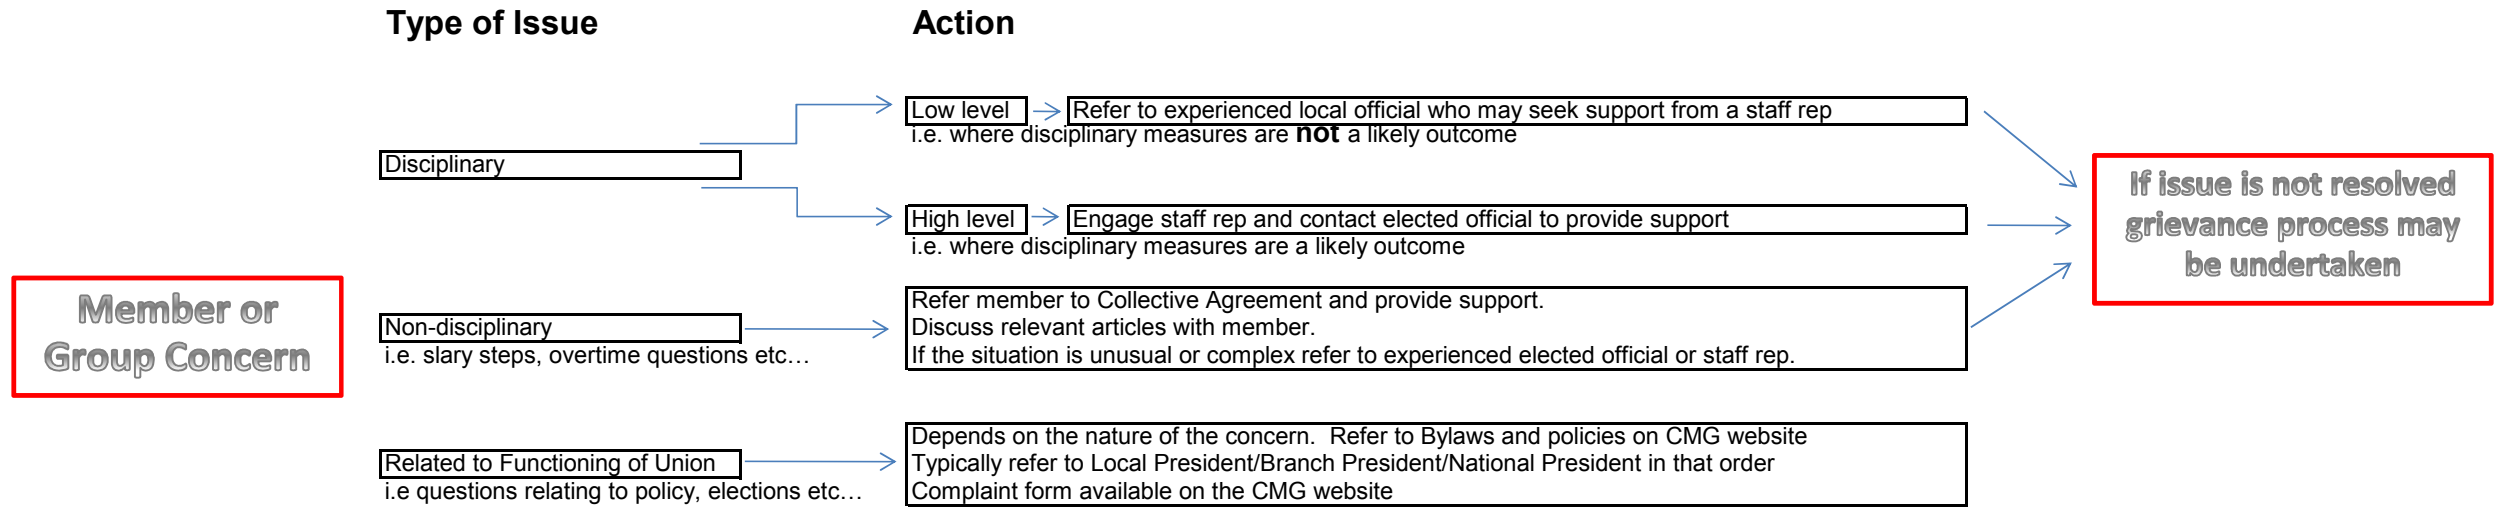 Type of Issue
Action
Low level
Refer to experienced local official who may seek support from a staff rep
i.e. where disciplinary measures are not a likely outcome
Disciplinary
High level
Engage staff rep and contact elected official to provide support
i.e. where disciplinary measures are a likely outcome
If issue is not resolved
grievance process may
be undertaken
Member or
Group Concern
Non-disciplinary
i.e. slary steps, overtime questions etc…
Refer member to Collective Agreement and provide support.
Discuss relevant articles with member.
If the situation is unusual or complex refer to experienced elected official or staff rep.
Related to Functioning of Union
i.e questions relating to policy, elections etc…
Depends on the nature of the concern.  Refer to Bylaws and policies on CMG website
Typically refer to Local President/Branch President/National President in that order
Complaint form available on the CMG website